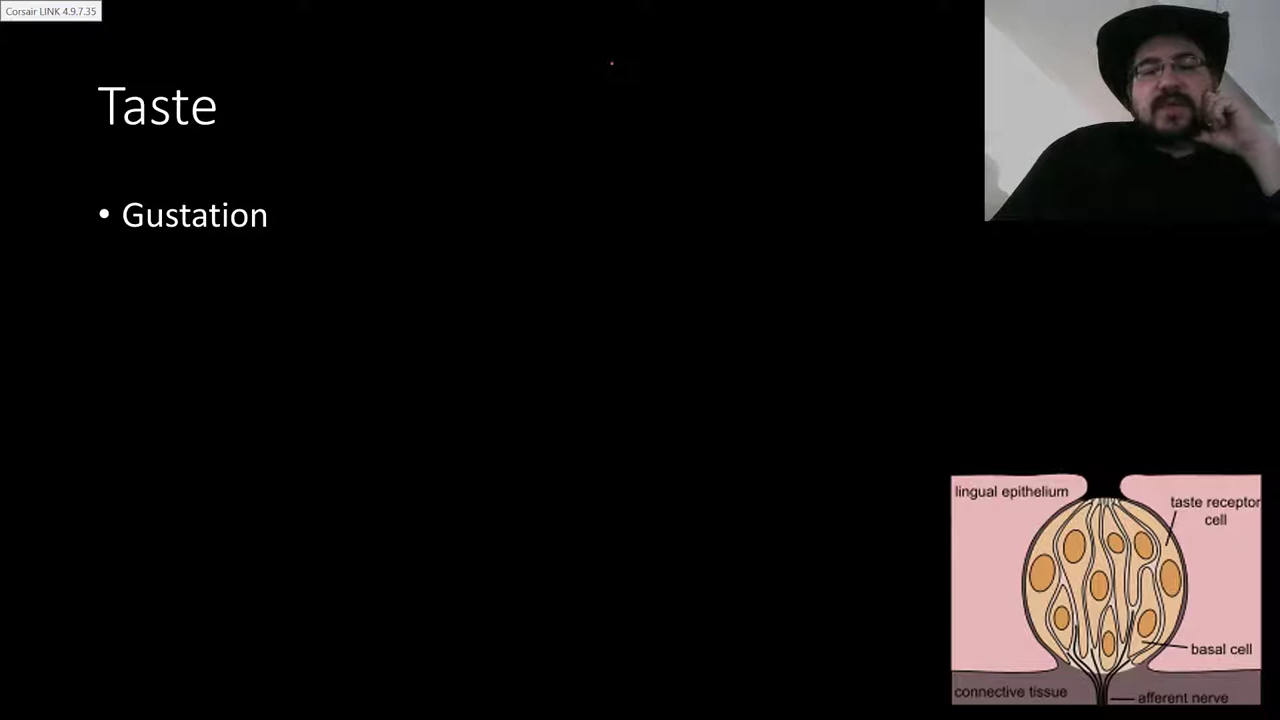 Corsair LINK 4.9.7.35
Taste
• Gustation
lingual epithelium
taste receptor
cell
basal cell
connective tissue
afferent nerve